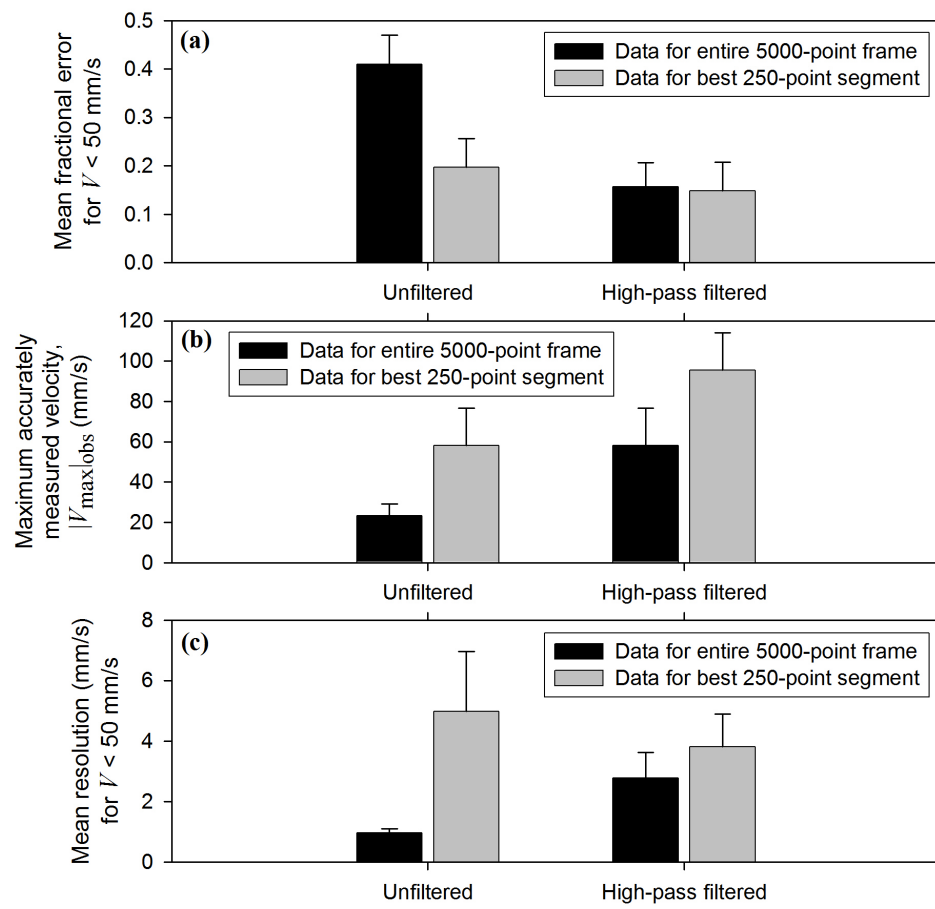 (a)
Mean fractional error
for V < 50 mm/s
0.5
0.4
0.3
0.2
0.1
0.0
Data for entire 5000-point frame
Data for best 250-point segment
Unfiltered
High-pass filtered
(b)
Maximum accurately
measured velocity,
|Vmax|obs (mm/s)
120
100
80
60
40
20
0
Data for entire 5000-point frame
Data for best 250-point segment
Unfiltered
High-pass filtered
(c)
Mean resolution (mm/s)
for V < 50 mm/s
8
6
4
2
0
Data for entire 5000-point frame
Data for best 250-point segment
Unfiltered
High-pass filtered